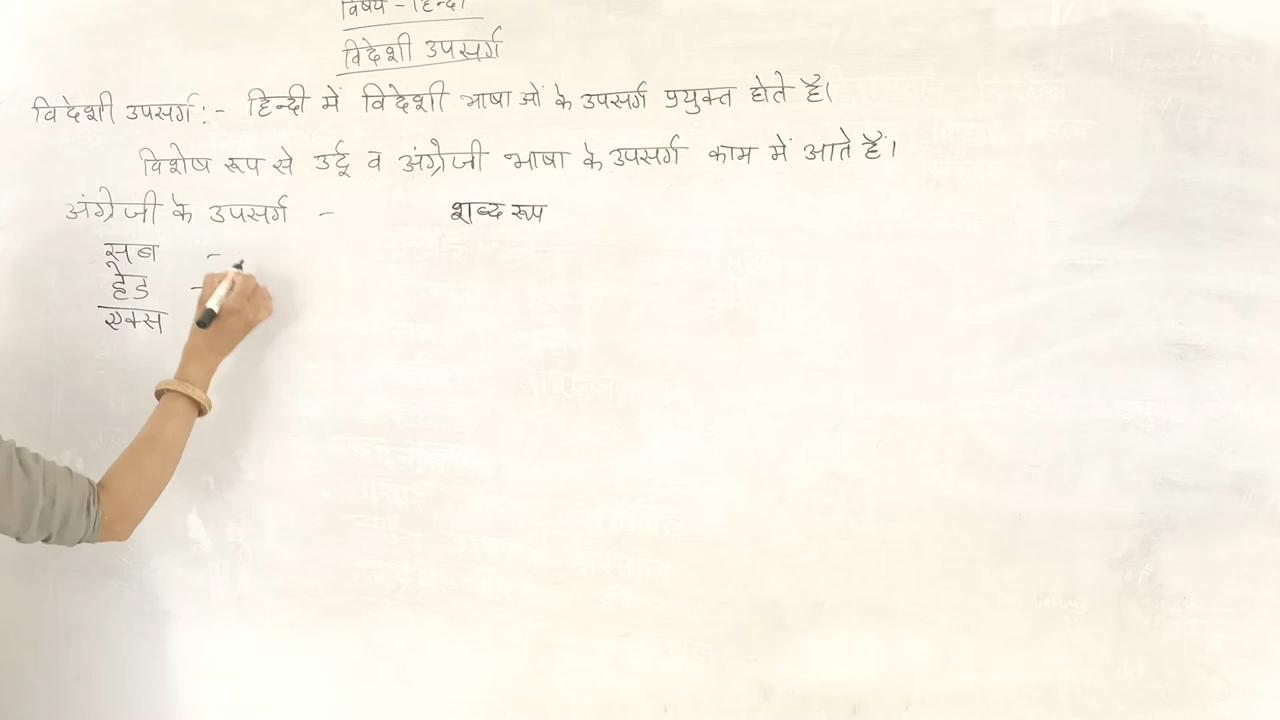 विषय - हिन्दी
विदेशी उपसर्ग
विदेशी उपसर्ग :- हिन्दी में विदेशी भाषाओं के उपसर्ग प्रयुक्त होते है।
विशेष रूप से उर्दू व अंग्रेजी भाषा के उपसर्ग काम में आते हैं।
अंग्रेजी के उपसर्ग - शब्द रूप
सब -
हेड -
एक्स